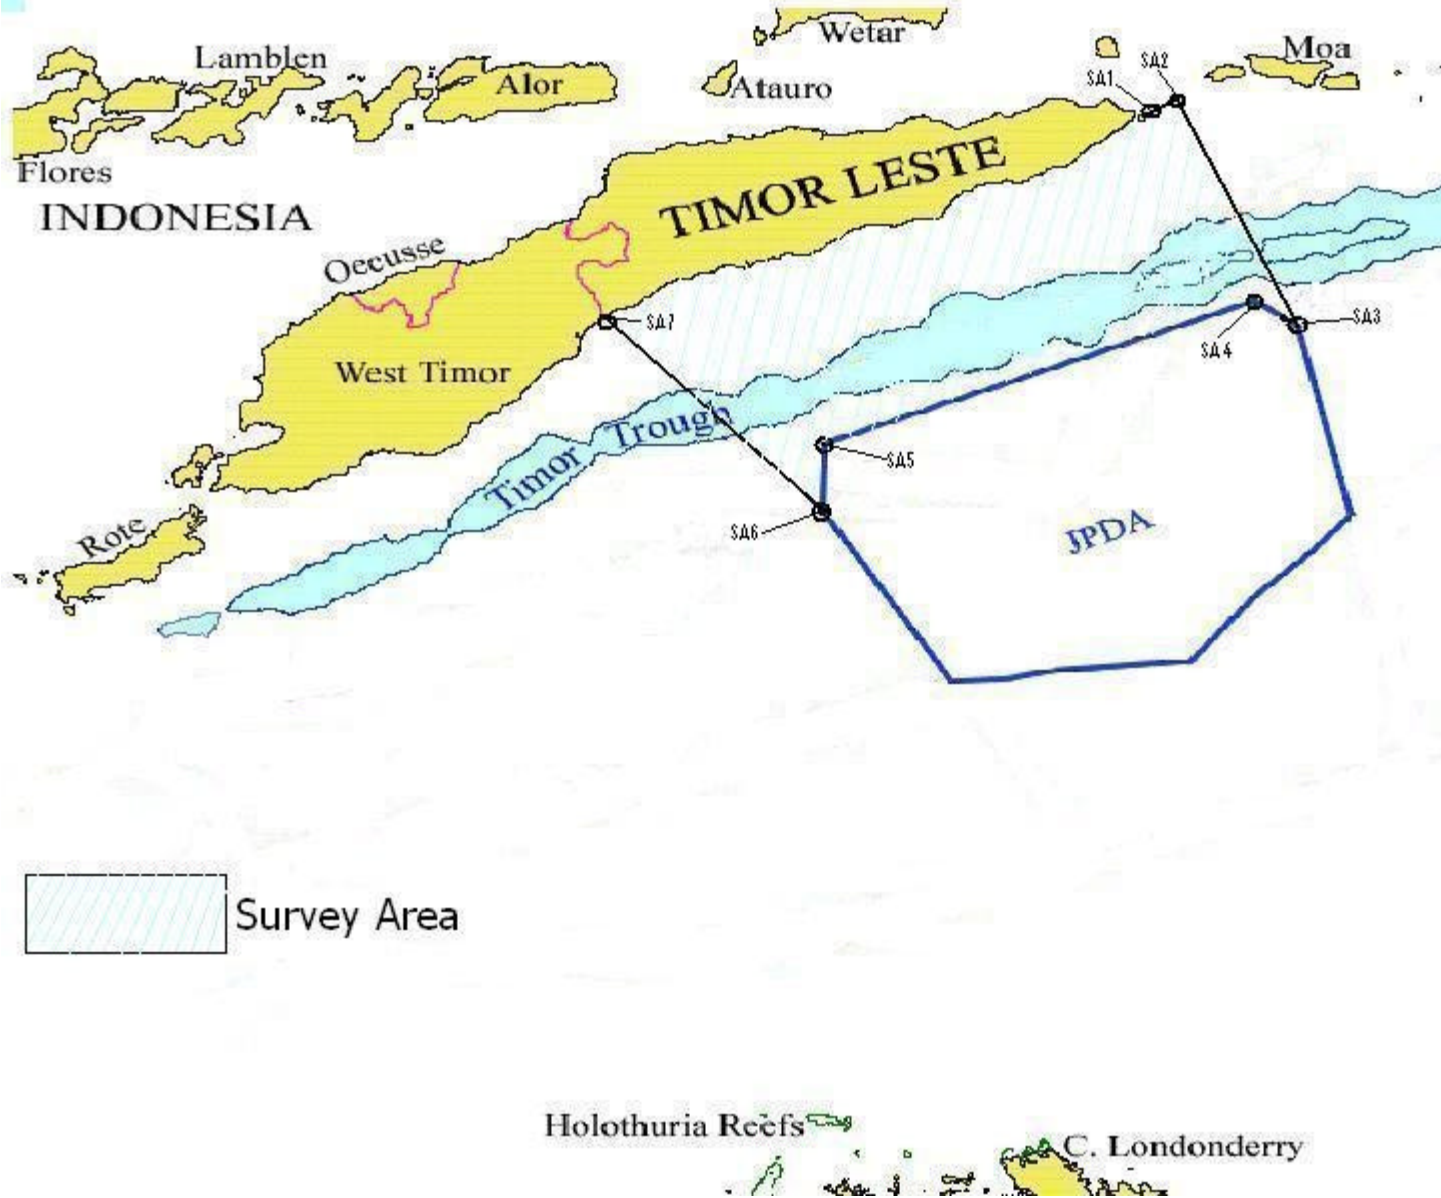 Wetar
Moa
SA2
Lamblen
SA1
Alor
Atauro
Flores
TIMOR LESTE
INDONESIA
Oecusse
SA7
SA3
SA4
West Timor
Timor Trough
SA5
SA6
Rote
JPDA
Survey Area
Holothuria Reefs
C. Londonderry